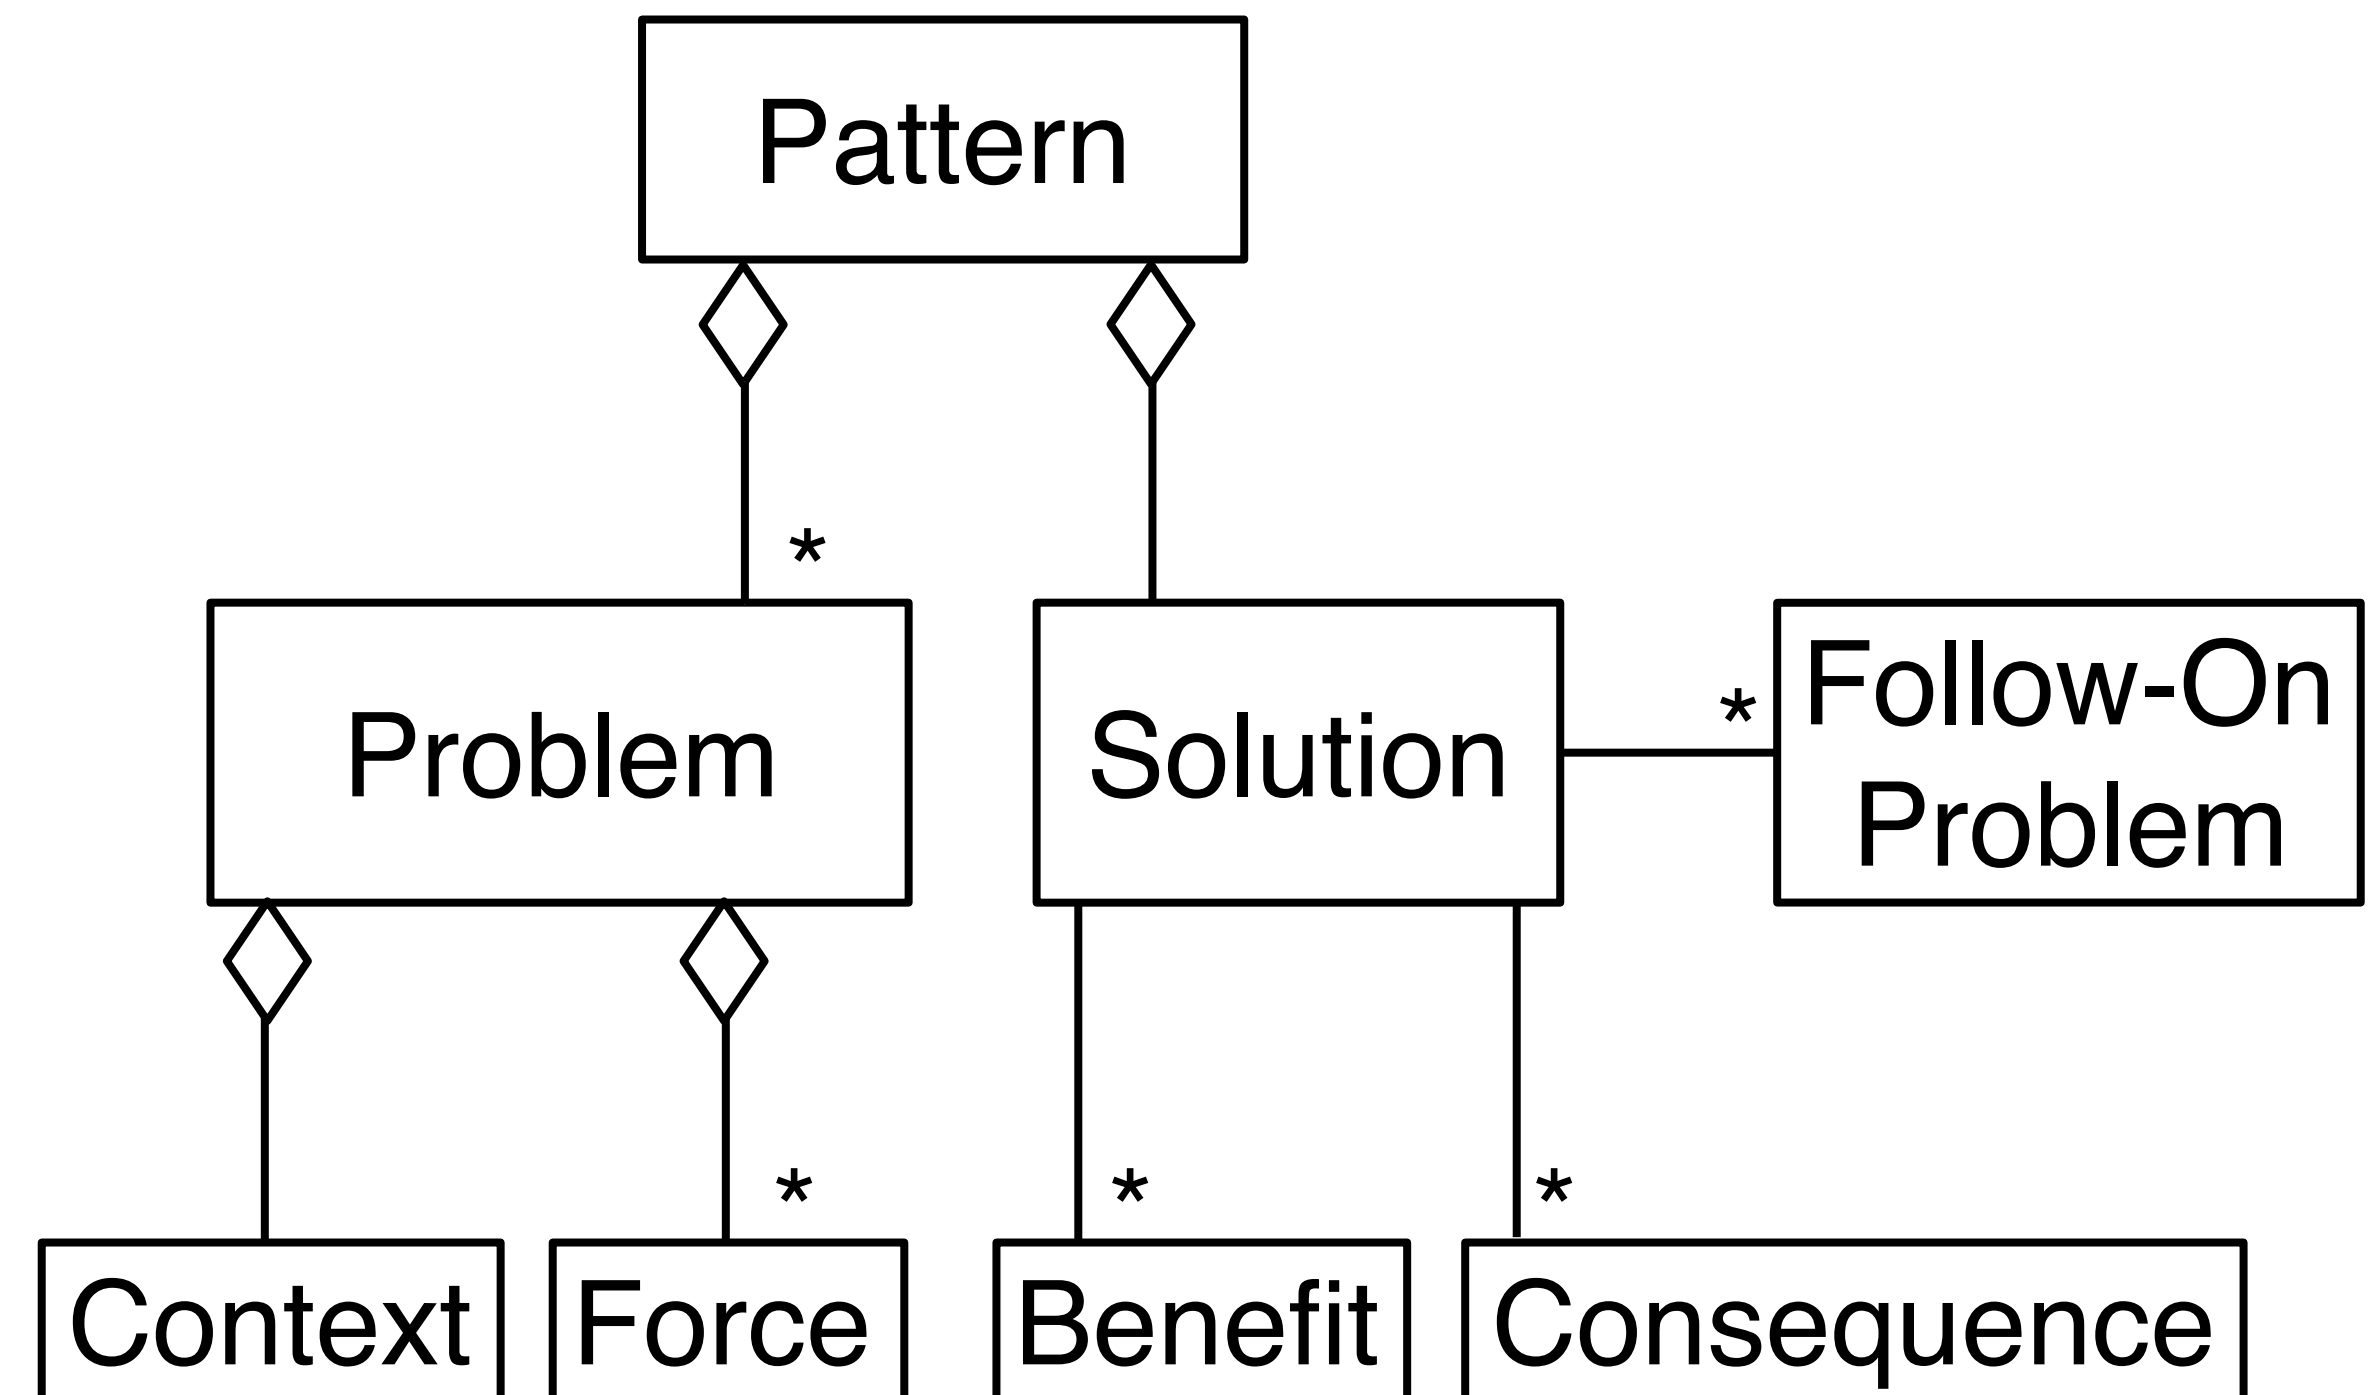 Pattern
*
Problem
Solution
*
Follow-On
Problem
*
*
*
Context
Force
Benefit
Consequence